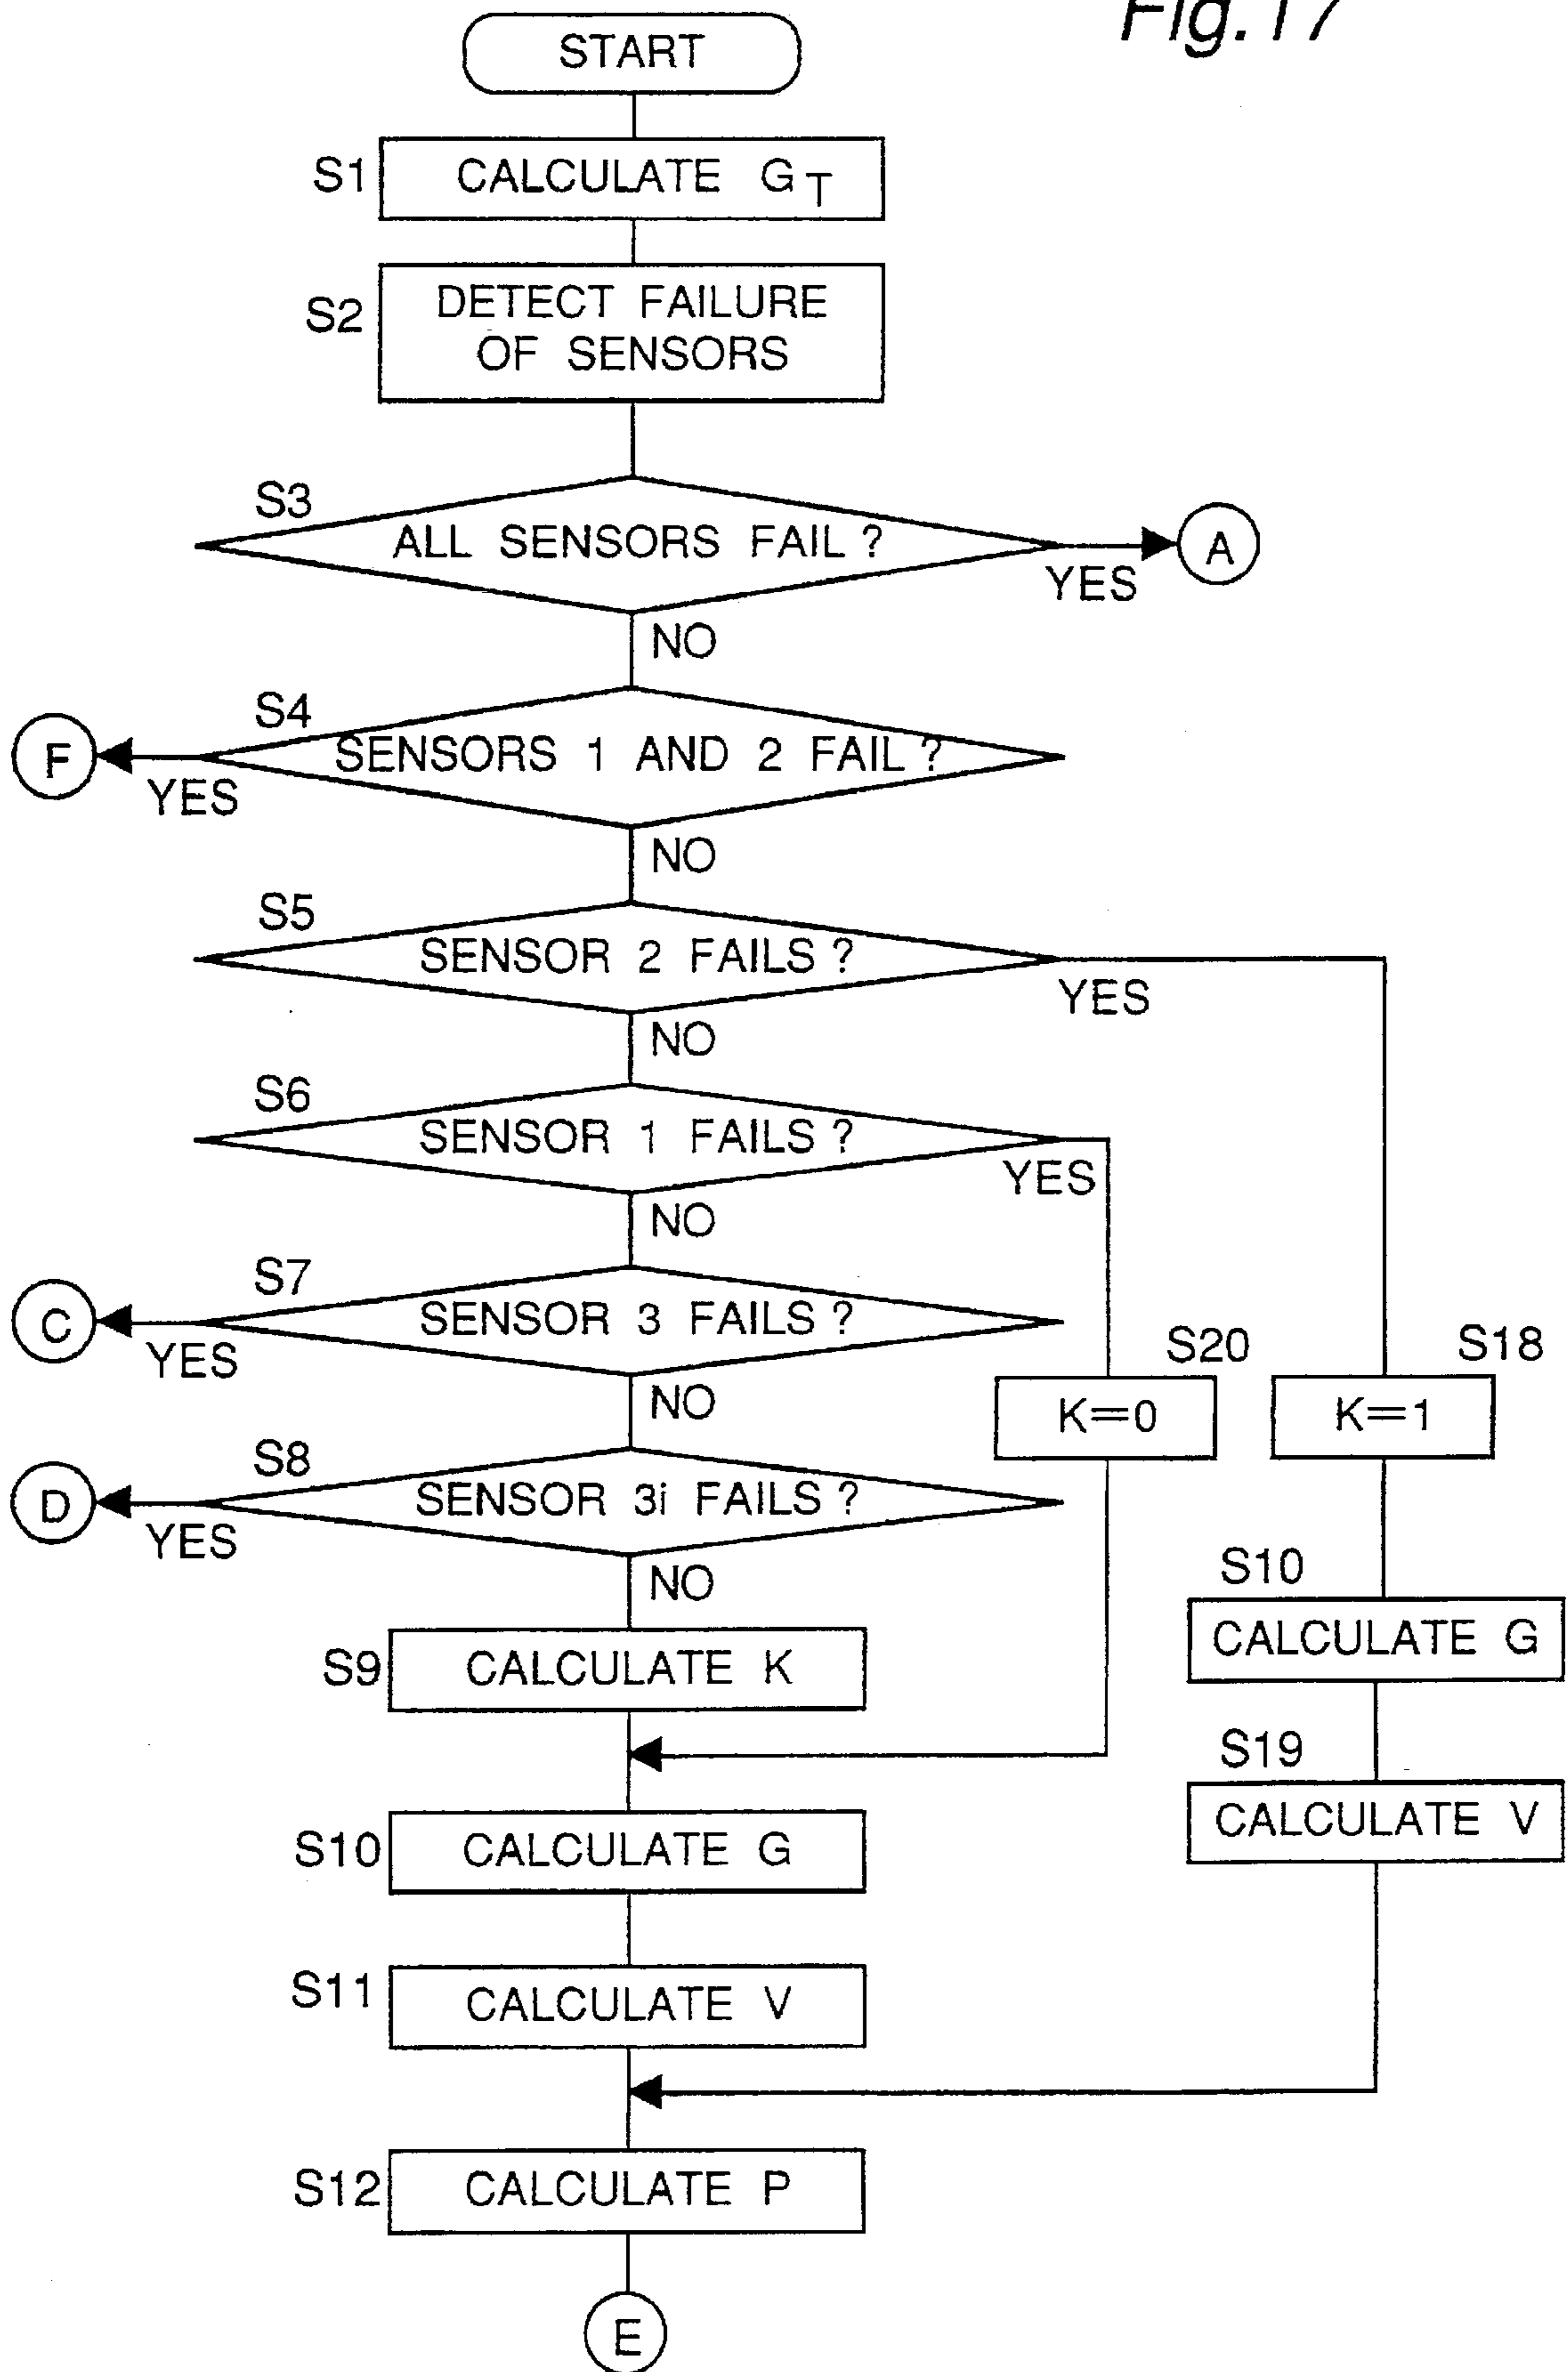 Fig.17
START
S1
CALCULATE GT
S2
DETECT FAILURE
OF SENSORS
S3
ALL SENSORS FAIL ?
YES
A
NO
S4
SENSORS 1 AND 2 FAIL ?
F
YES
NO
S5
SENSOR 2 FAILS ?
YES
NO
S6
SENSOR 1 FAILS ?
YES
NO
S7
SENSOR 3 FAILS ?
C
YES
S20
S18
NO
K=0
K=1
S8
SENSOR 3i FAILS ?
D
YES
NO
S10
CALCULATE G
S9
CALCULATE K
S19
CALCULATE V
S10
CALCULATE G
S11
CALCULATE V
S12
CALCULATE P
E